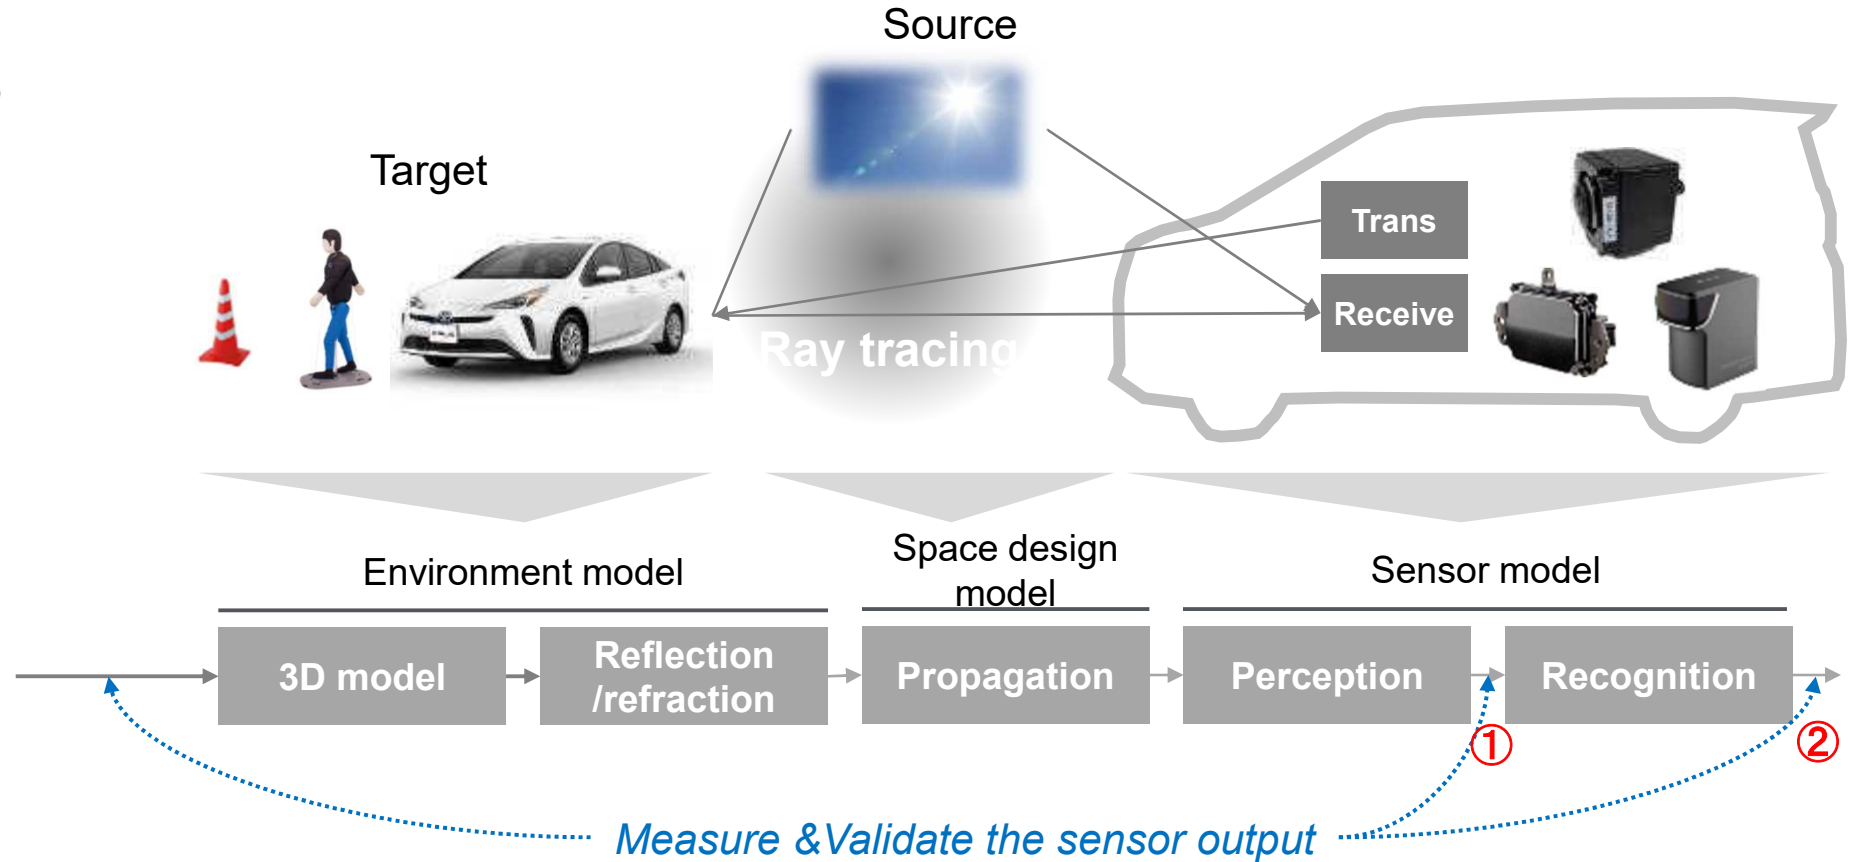 Source
Target
Trans
Receive
Ray tracing
Environment model
Space design
model
Sensor model
3D model
Reflection
/refraction
Propagation
Perception
Recognition
①
②
Measure &Validate the sensor output